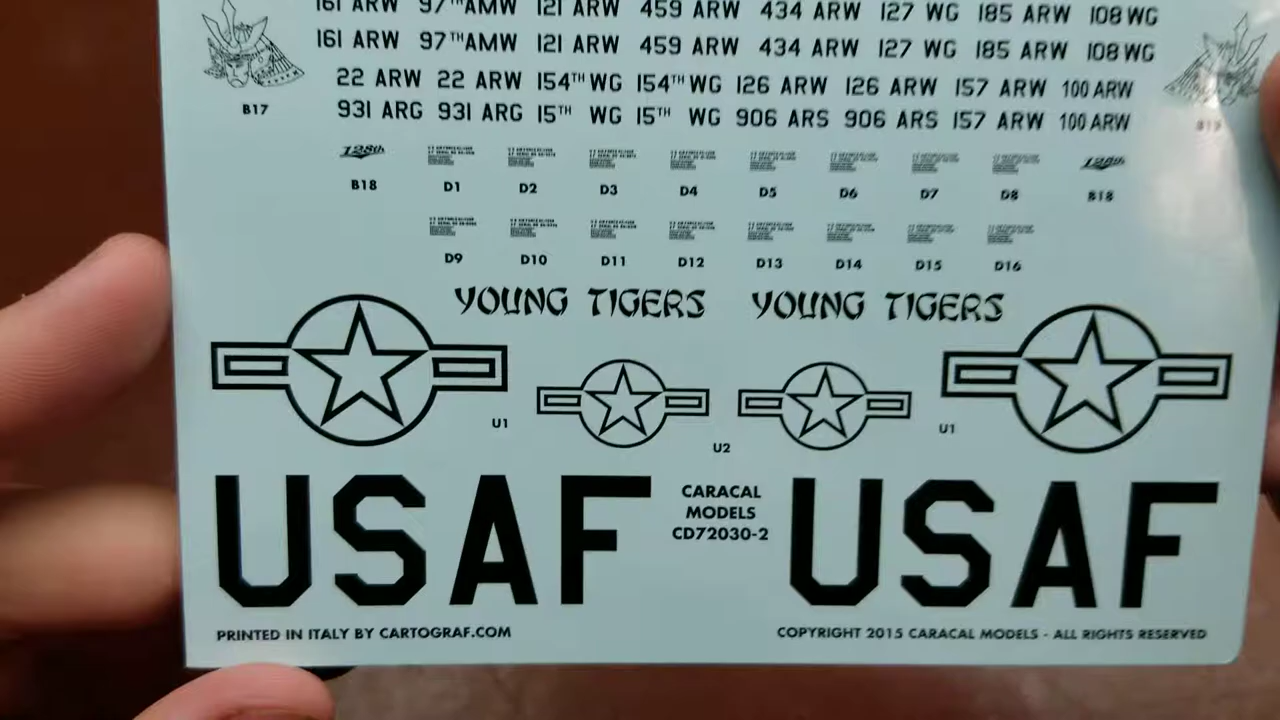 161 ARW 97TH AMW 121 ARW 459 ARW 434 ARW 127 WG 185 ARW 108 WG
161 ARW 97TH AMW 121 ARW 459 ARW 434 ARW 127 WG 185 ARW 108 WG
22 ARW 22 ARW 154TH WG 154TH WG 126 ARW 126 ARW 157 ARW 100 ARW
B17
931 ARG 931 ARG 15TH WG 15TH WG 906 ARS 906 ARS 157 ARW 100 ARW
128th 128th
B18 D1 D2 D3 D4 D5 D6 D7 D8 B18
D9 D10 D11 D12 D13 D14 D15 D16
YOUNG TIGERS YOUNG TIGERS
U1 U2 U1
USAF CARACAL USAF
MODELS
CD72030-2
PRINTED IN ITALY BY CARTOGRAF.COM COPYRIGHT 2015 CARACAL MODELS - ALL RIGHTS RESERVED